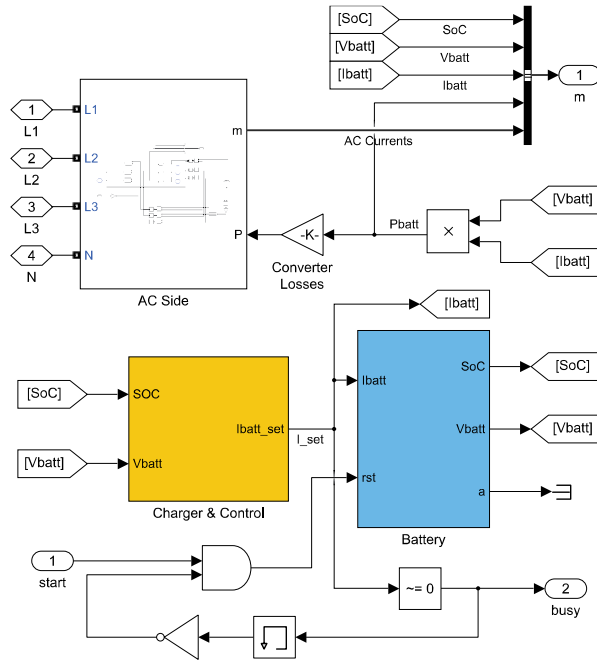 [SoC]
SoC
[Vbatt]
Vbatt
[Ibatt]
Ibatt
1
m
1
L1
L1
2
L2
L2
3
L3
L3
4
N
N
m
AC Currents
P
AC Side
-K-
Converter
Losses
Pbatt
×
[Vbatt]
[Ibatt]
[Ibatt]
[SoC]
SOC
[Vbatt]
Vbatt
Ibatt_set
I_set
Charger & Control
Ibatt
rst
SoC
Vbatt
a
Battery
[SoC]
[Vbatt]
1
start
~= 0
2
busy